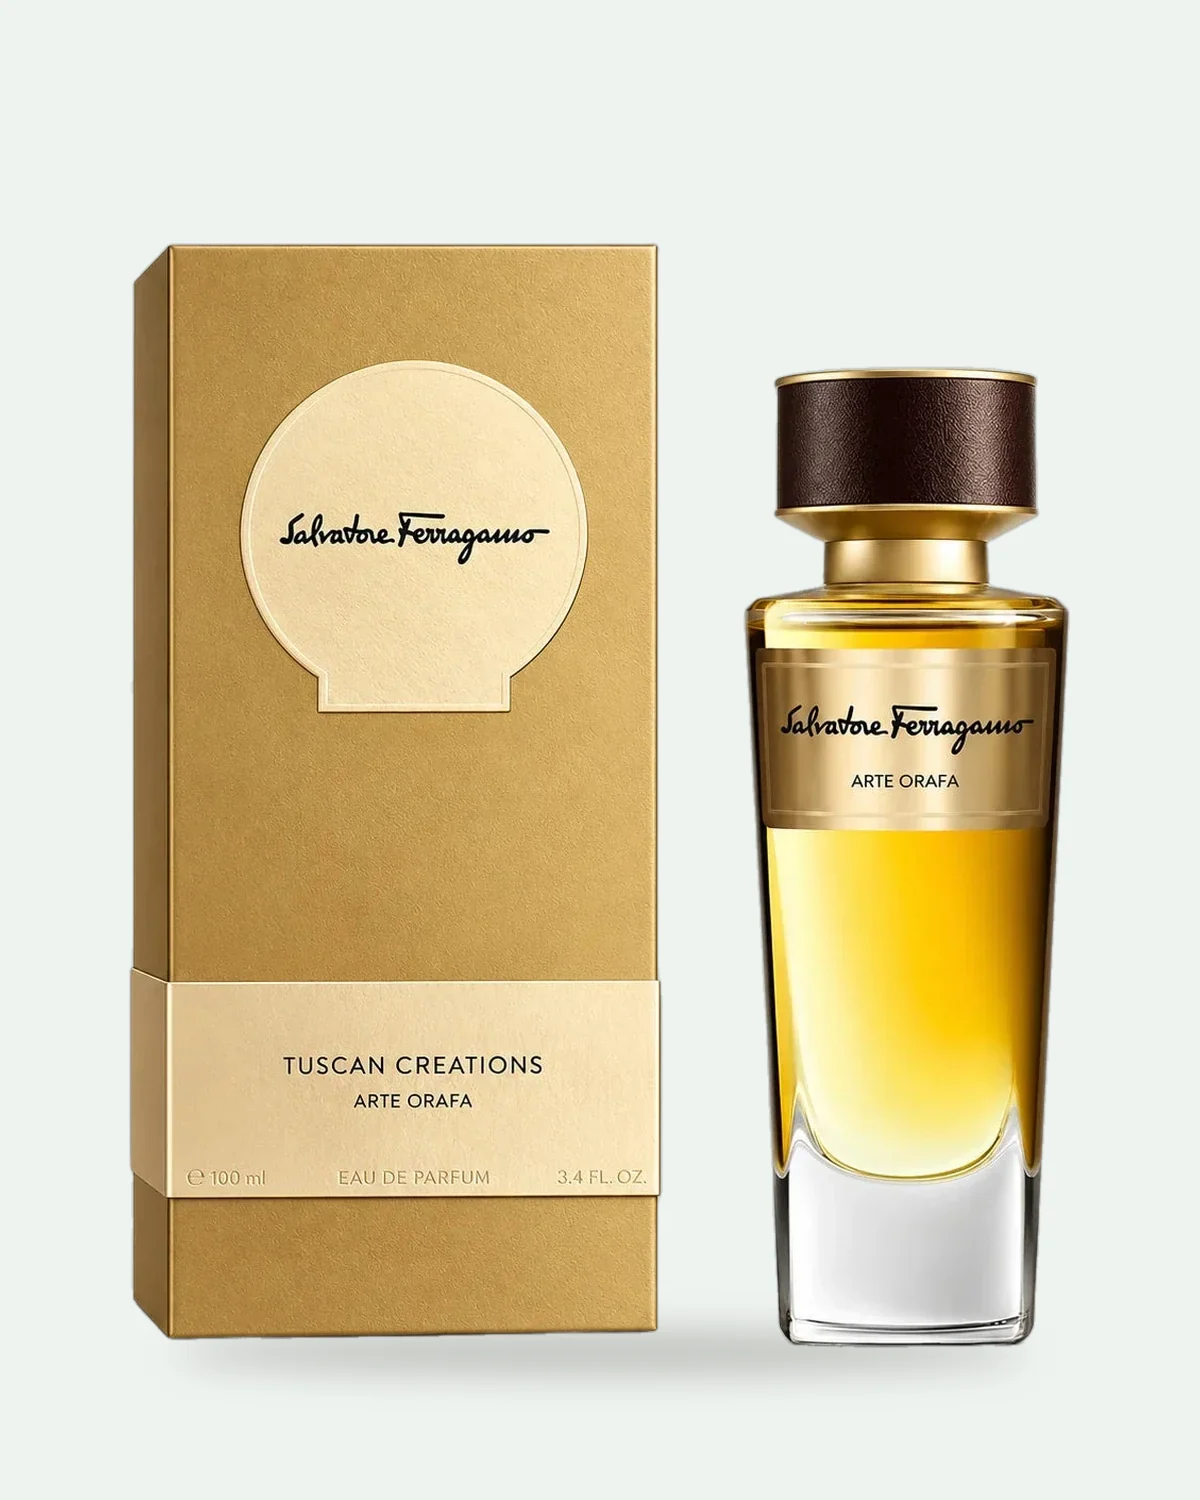 Salvatore Ferragamo
TUSCAN CREATIONS
ARTE ORAFA
℮ 100 ml EAU DE PARFUM 3.4 FL. OZ.
Salvatore Ferragamo
ARTE ORAFA